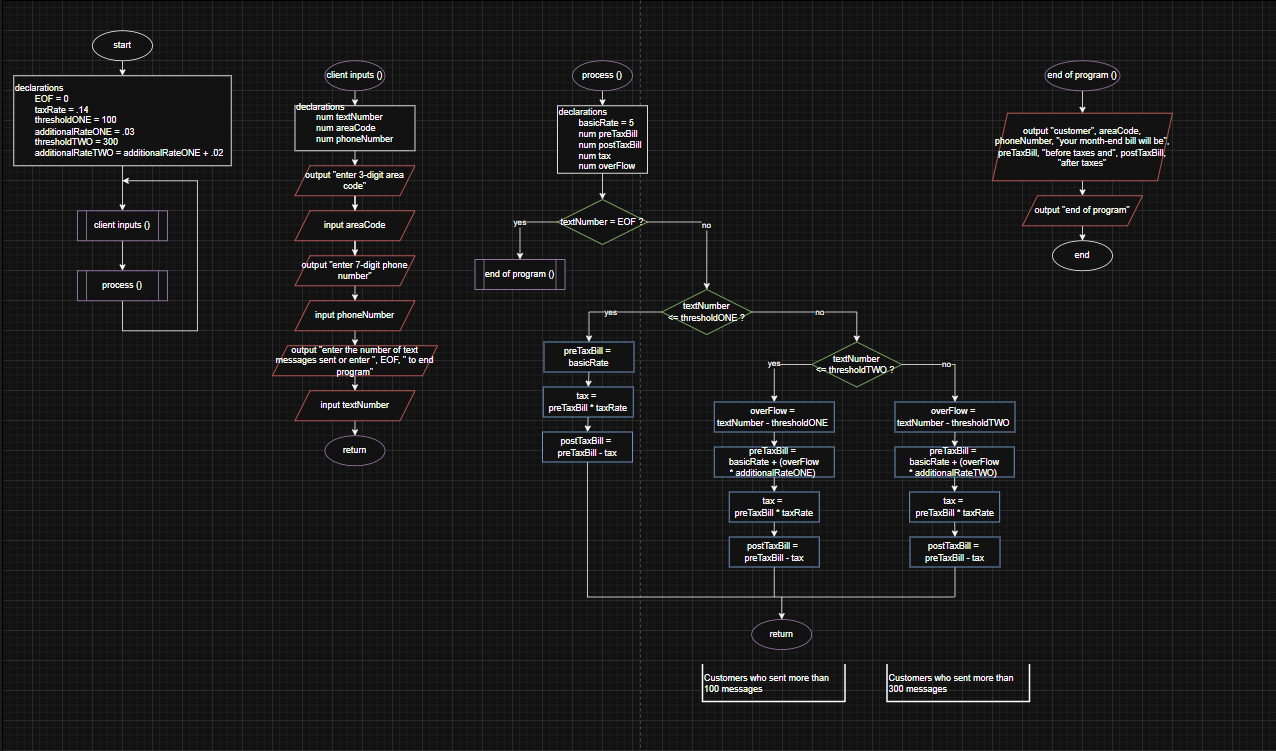 start
declarations
EOF = 0
taxRate = .14
thresholdONE = 100
additionalRateONE = .03
thresholdTWO = 300
additionalRateTWO = additionalRateONE + .02
client inputs ()
process ()
client inputs ()
declarations
num textNumber
num areaCode
num phoneNumber
output "enter 3-digit area
code"
input areaCode
output "enter 7-digit phone
number"
input phoneNumber
output "enter the number of text
messages sent or enter ", EOF, " to end
program"
input textNumber
return
process ()
declarations
basicRate = 5
num preTaxBill
num postTaxBill
num tax
num overFlow
textNumber = EOF ?
yes
no
end of program ()
textNumber
<= thresholdONE ?
yes
no
preTaxBill =
basicRate
tax =
preTaxBill * taxRate
postTaxBill =
preTaxBill - tax
textNumber
<= thresholdTWO ?
yes
no
overFlow =
textNumber - thresholdONE
preTaxBill =
basicRate + (overFlow
* additionalRateONE)
tax =
preTaxBill * taxRate
postTaxBill =
preTaxBill - tax
overFlow =
textNumber - thresholdTWO
preTaxBill =
basicRate + (overFlow
* additionalRateTWO)
tax =
preTaxBill * taxRate
postTaxBill =
preTaxBill - tax
return
Customers who sent more than
100 messages
Customers who sent more than
300 messages
end of program ()
output "customer", areaCode,
phoneNumber, "your month-end bill will be",
preTaxBill, "before taxes and", postTaxBill,
"after taxes"
output "end of program"
end